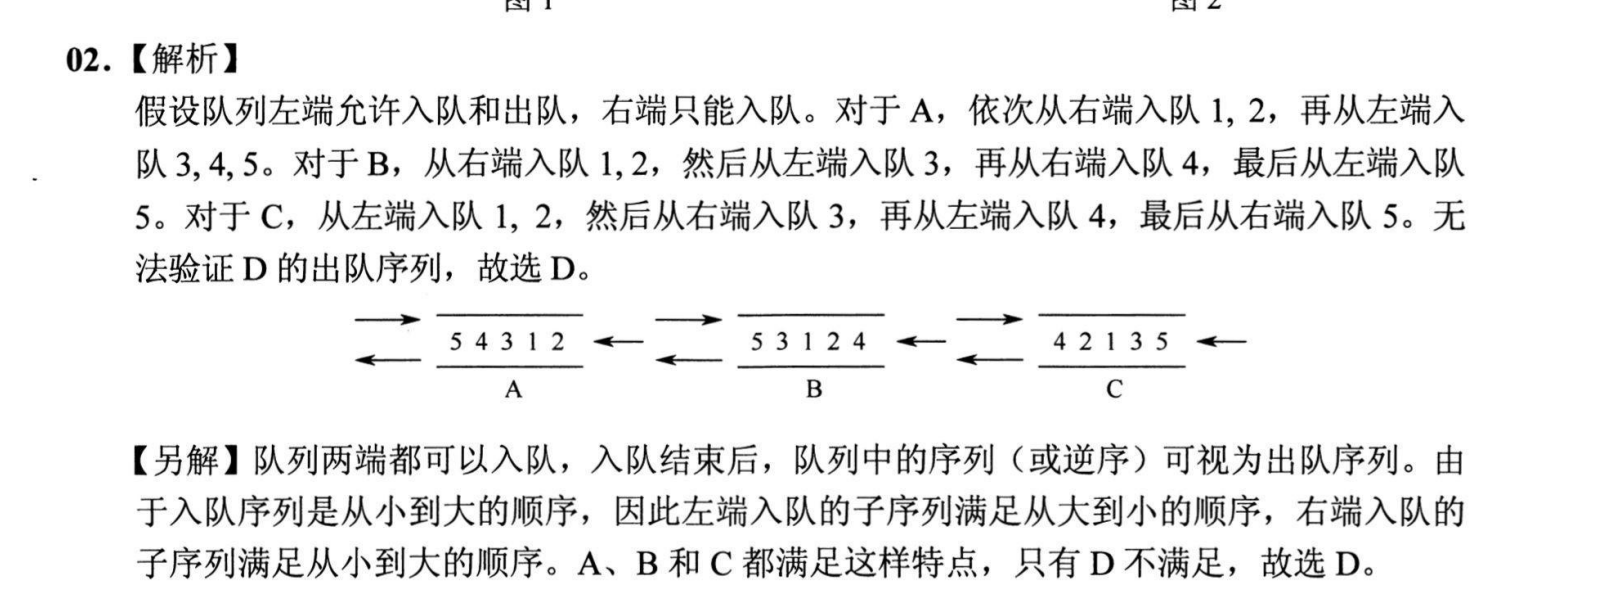 图 1 图 2
02.【解析】
假设队列左端允许入队和出队，右端只能入队。对于 A，依次从右端入队 1, 2，再从左端入
队 3, 4, 5。对于 B，从右端入队 1, 2，然后从左端入队 3，再从右端入队 4，最后从左端入队
5。对于 C，从左端入队 1, 2，然后从右端入队 3，再从左端入队 4，最后从右端入队 5。无
法验证 D 的出队序列，故选 D。
5 4 3 1 2 5 3 1 2 4 4 2 1 3 5
A B C
【另解】队列两端都可以入队，入队结束后，队列中的序列（或逆序）可视为出队序列。由
于入队序列是从小到大的顺序，因此左端入队的子序列满足从大到小的顺序，右端入队的
子序列满足从小到大的顺序。A、B 和 C 都满足这样特点，只有 D 不满足，故选 D。